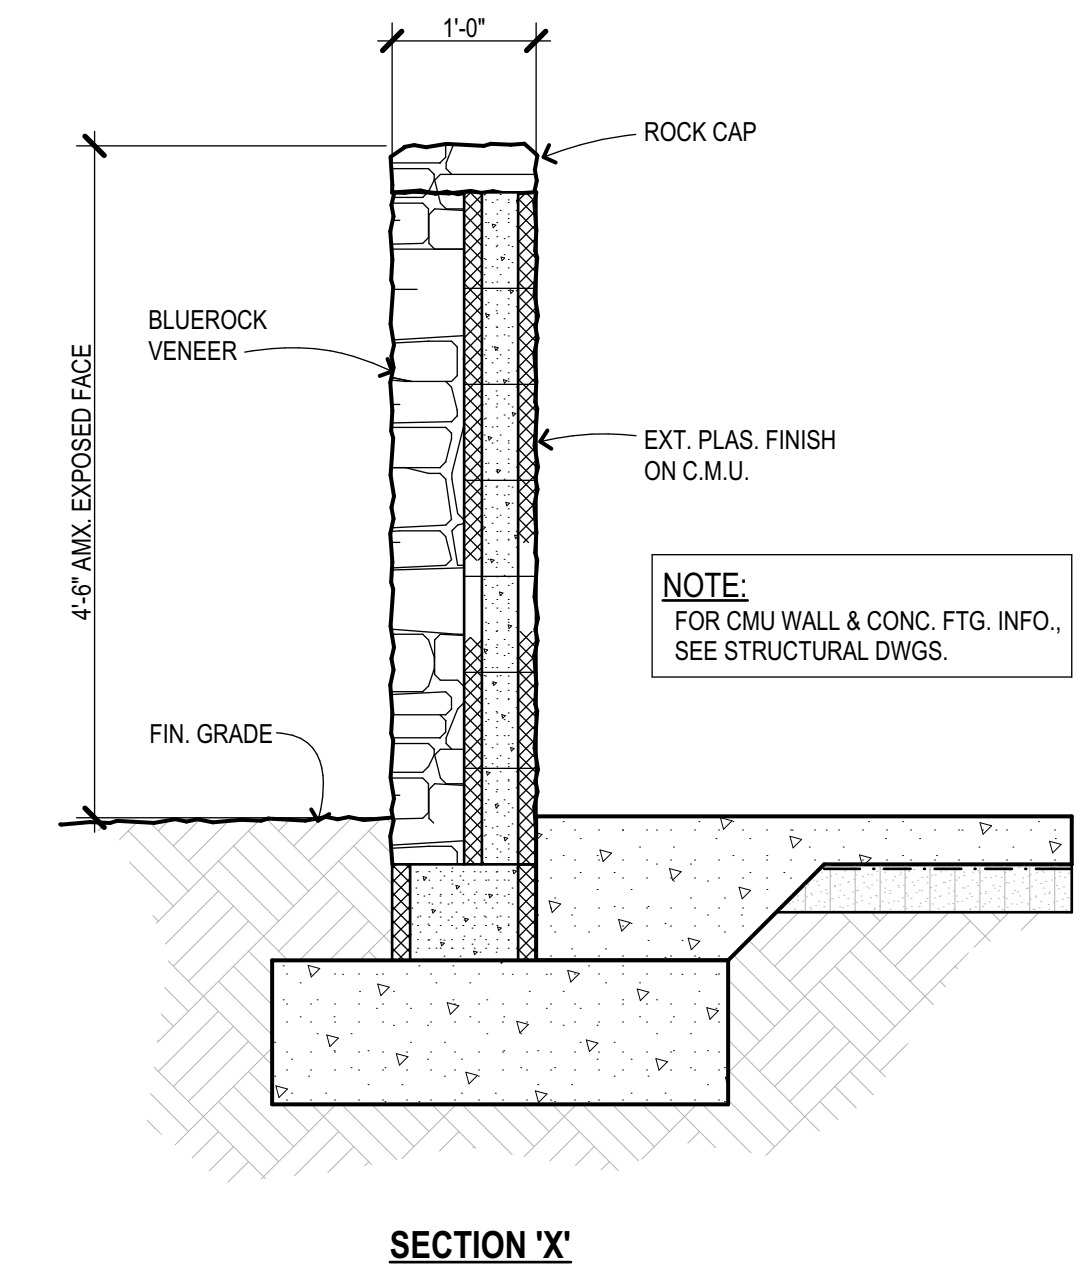 1'-0"
ROCK CAP
BLUEROCK
VENEER
4'-6" AMX. EXPOSED FACE
EXT. PLAS. FINISH
ON C.M.U.
NOTE:
FOR CMU WALL & CONC. FTG. INFO.,
SEE STRUCTURAL DWGS.
FIN. GRADE
SECTION 'X'